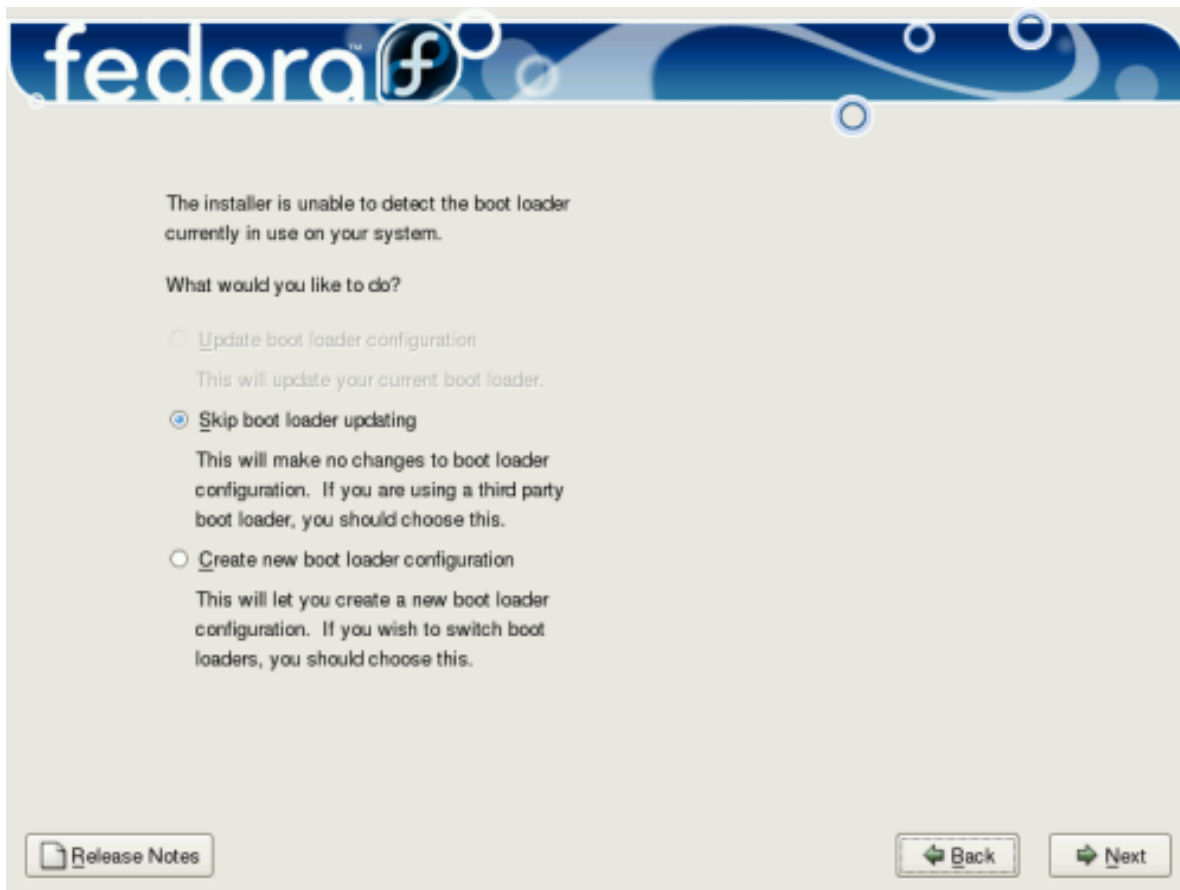 fedora™ f
The installer is unable to detect the boot loader
currently in use on your system.
What would you like to do?
Update boot loader configuration
This will update your current boot loader.
Skip boot loader updating
This will make no changes to boot loader
configuration.  If you are using a third party
boot loader, you should choose this.
Create new boot loader configuration
This will let you create a new boot loader
configuration.  If you wish to switch boot
loaders, you should choose this.
Release Notes
Back
Next